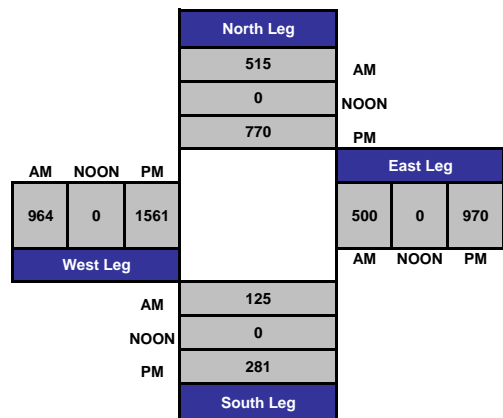 North Leg
515 AM
0 NOON
770 PM
AM NOON PM
East Leg
964 0 1561
500 0 970
West Leg
AM NOON PM
AM 125
NOON 0
PM 281
South Leg